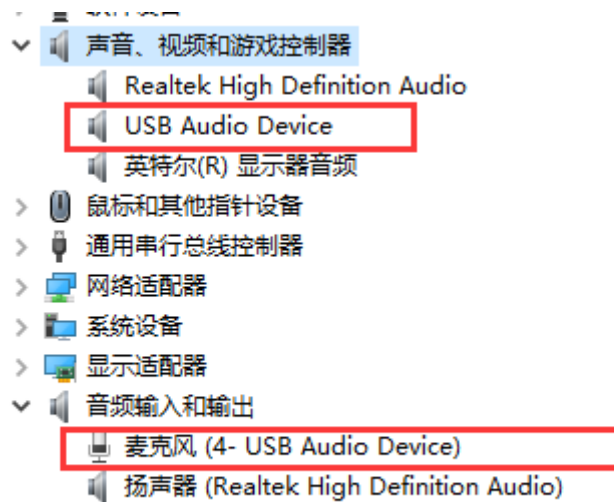 声音、视频和游戏控制器
Realtek High Definition Audio
USB Audio Device
英特尔(R) 显示器音频
鼠标和其他指针设备
通用串行总线控制器
网络适配器
系统设备
显示适配器
音频输入和输出
麦克风 (4- USB Audio Device)
扬声器 (Realtek High Definition Audio)